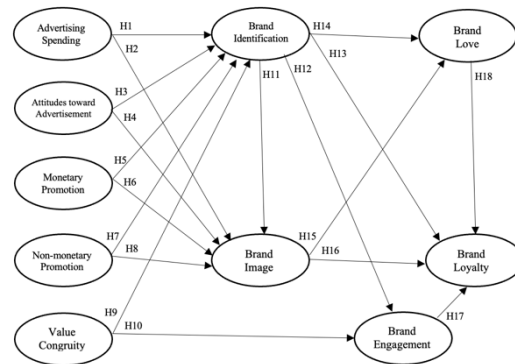 Advertising
Spending
H1
H2
Brand
Identification
H14
H13
Brand
Love
H11
H12
H18
Attitudes toward
Advertisement
H3
H4
Monetary
Promotion
H5
H6
Non-monetary
Promotion
H7
H8
Brand
Image
H15
H16
Brand
Loyalty
H9
H10
Value
Congruity
Brand
Engagement
H17